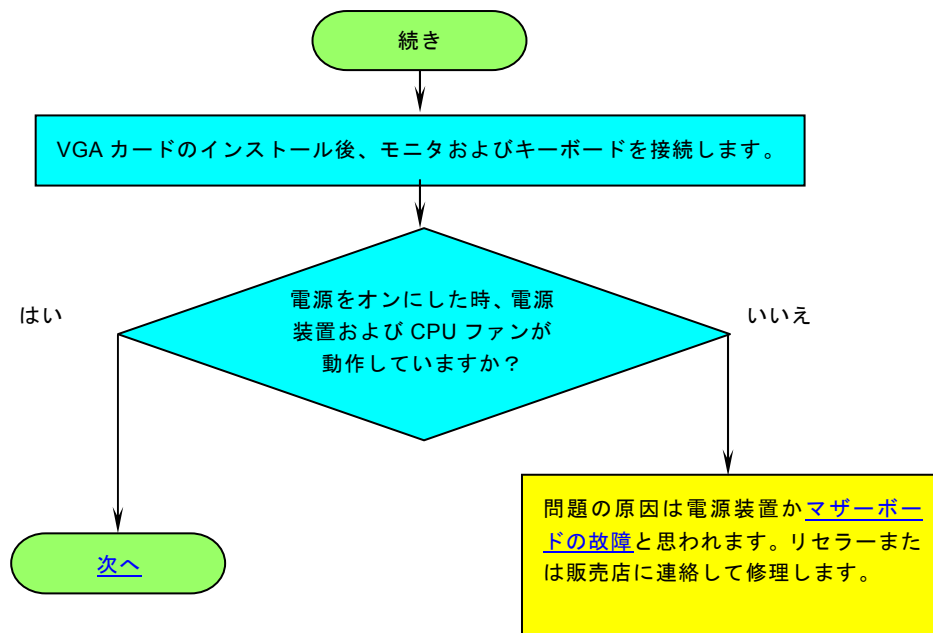 続き
VGA カードのインストール後、モニタおよびキーボードを接続します。
電源をオンにした時、電源
装置および CPU ファンが
動作していますか？
はい
いいえ
次へ
問題の原因は電源装置かマザーボー
ドの故障と思われます。リセラーまた
は販売店に連絡して修理します。